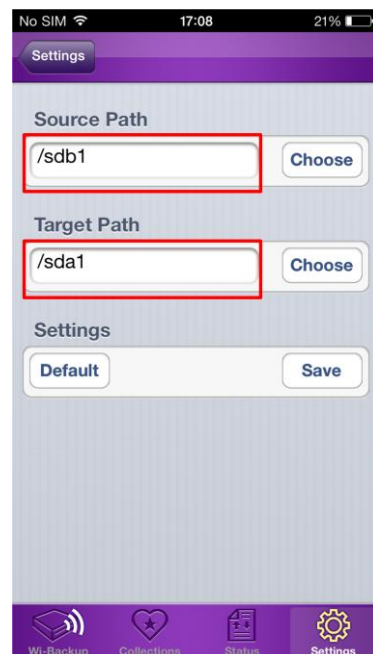 No SIM 17:08 21%
Settings
Source Path
/sdb1 Choose
Target Path
/sda1 Choose
Settings
Default Save
Wi-Backup Collections Status Settings